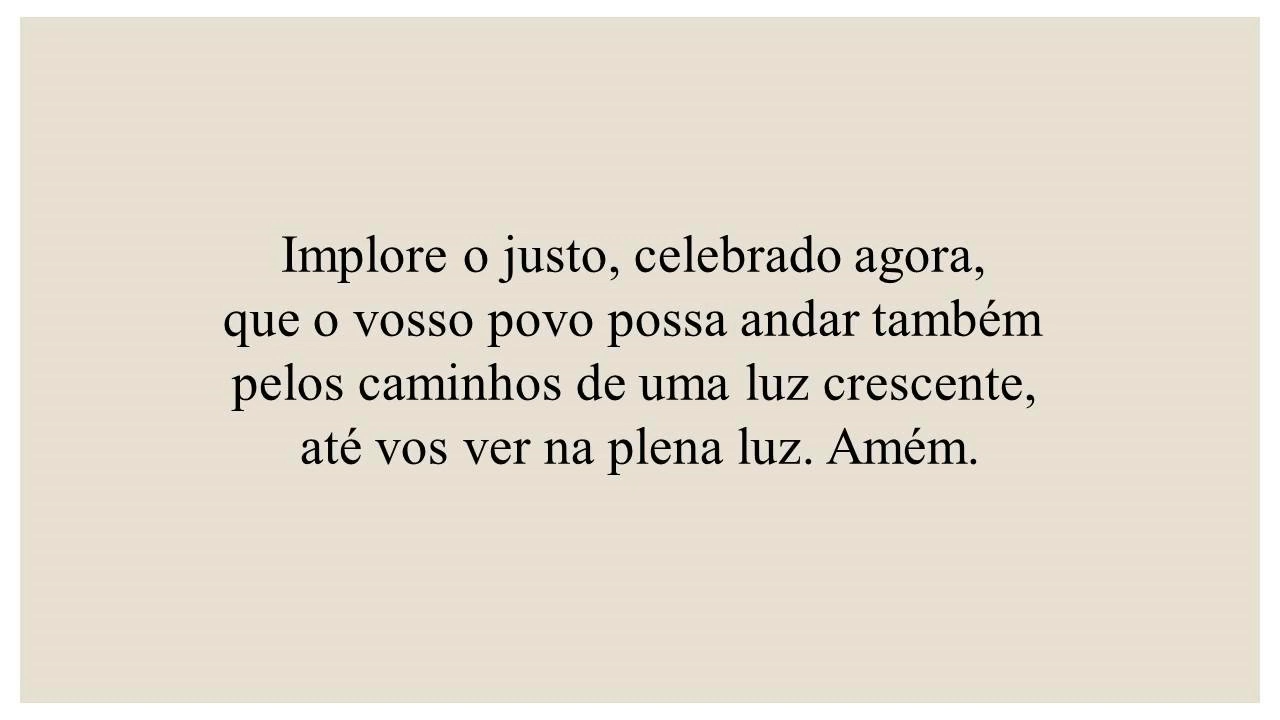 Implore o justo, celebrado agora,
que o vosso povo possa andar também
pelos caminhos de uma luz crescente,
até vos ver na plena luz. Amém.